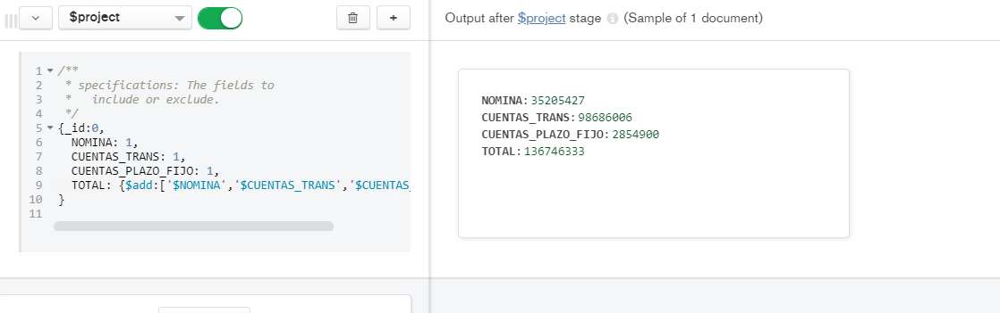 $project
Output after $project stage (Sample of 1 document)
1 /**
2 * specifications: The fields to
3 * include or exclude.
4 */
5 {_id:0,
6 NOMINA: 1,
7 CUENTAS_TRANS: 1,
8 CUENTAS_PLAZO_FIJO: 1,
9 TOTAL: {$add:['$NOMINA','$CUENTAS_TRANS','$CUENTAS_
10 }
11
NOMINA: 35205427
CUENTAS_TRANS: 98686006
CUENTAS_PLAZO_FIJO: 2854900
TOTAL: 136746333